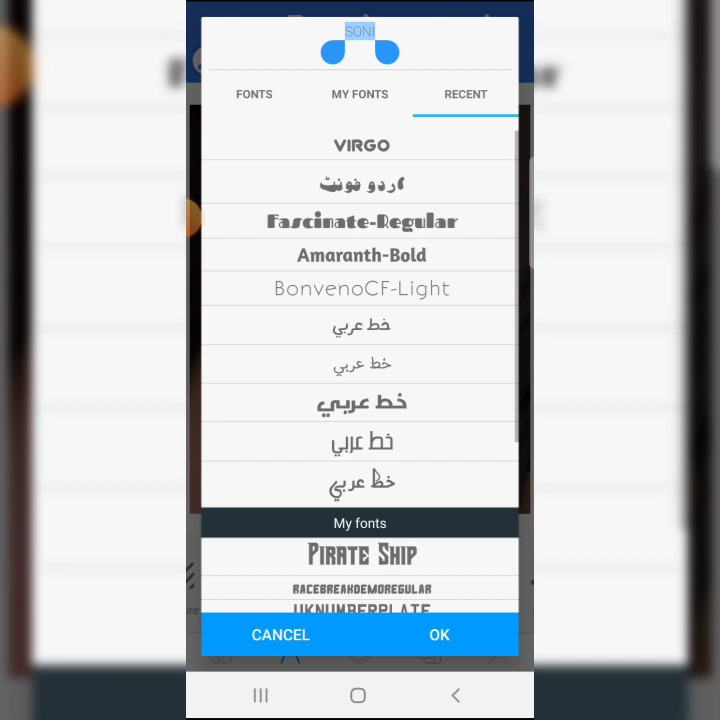 SONI
FONTS
MY FONTS
RECENT
VIRGO
اردو فونٹ
Fascinate-Regular
Amaranth-Bold
BonvenoCF-Light
خط عربي
خط عربي
خط عربي
خط عربي
خط عربي
My fonts
Pirate Ship
RACEBREAKDEMOREGULAR
UKNUMBERPLATE
CANCEL
OK